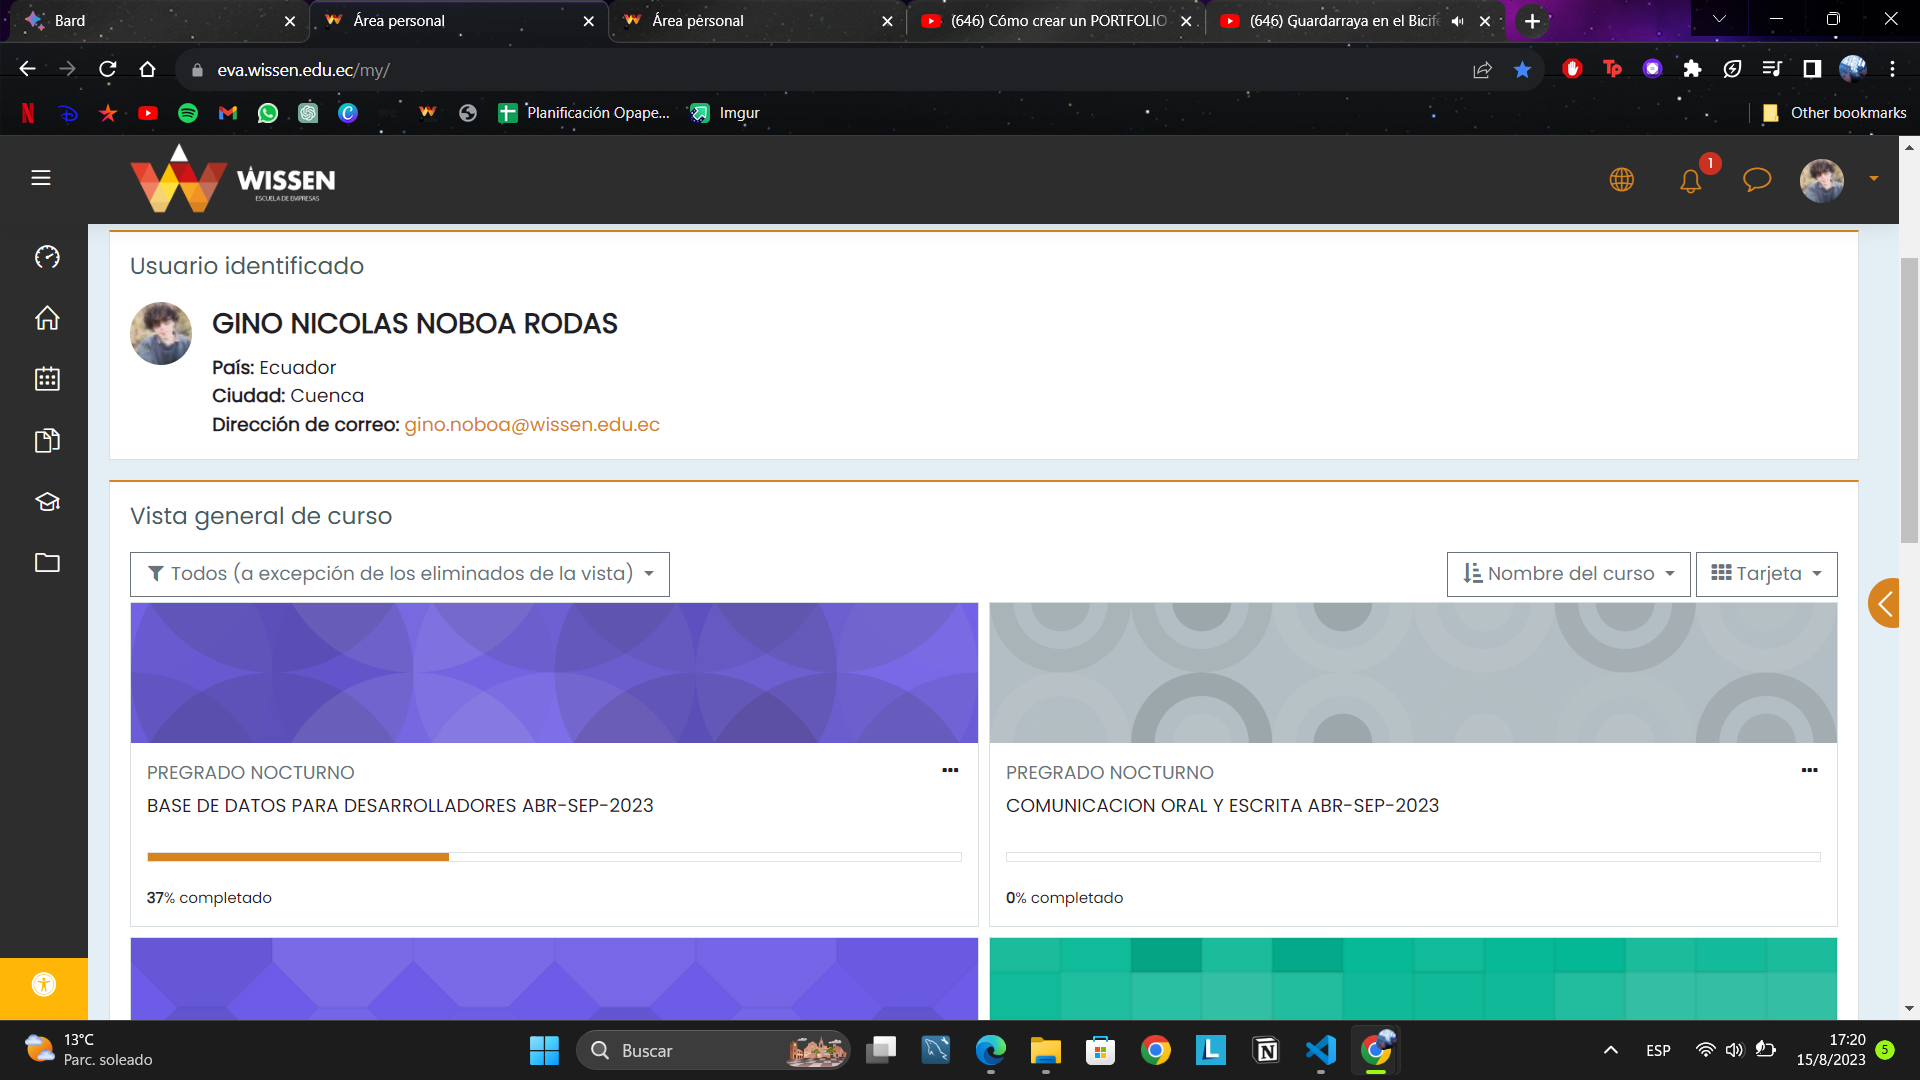 Bard
Área personal
Área personal
(646) Cómo crear un PORTFOLIO
(646) Guardarraya en el Bicife
eva.wissen.edu.ec/my/
Planificación Opape...
Imgur
Other bookmarks
WISSEN
ESCUELA DE EMPRESAS
1
Usuario identificado
GINO NICOLAS NOBOA RODAS
País: Ecuador
Ciudad: Cuenca
Dirección de correo: gino.noboa@wissen.edu.ec
Vista general de curso
Todos (a excepción de los eliminados de la vista)
Nombre del curso
Tarjeta
PREGRADO NOCTURNO
BASE DE DATOS PARA DESARROLLADORES ABR-SEP-2023
37% completado
PREGRADO NOCTURNO
COMUNICACION ORAL Y ESCRITA ABR-SEP-2023
0% completado
13°C
Parc. soleado
Buscar
ESP
17:20
15/8/2023
5